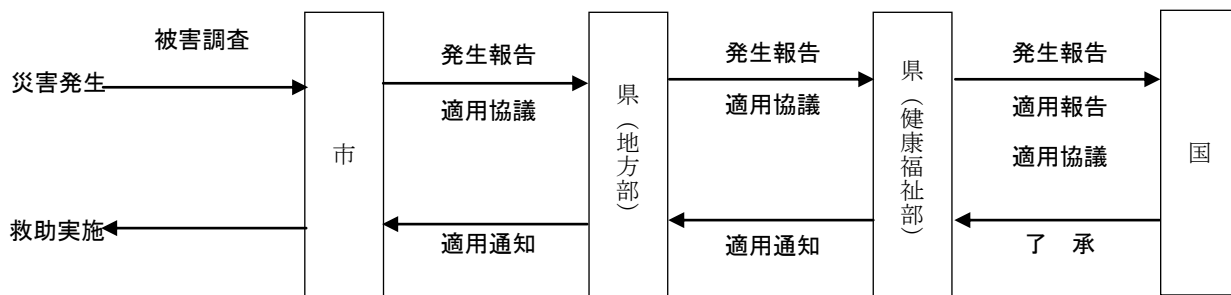 被害調査
災害発生
市
発生報告
適用協議
県（地方部）
発生報告
適用協議
県（健康福祉部）
発生報告
適用報告
適用協議
国
救助実施
適用通知
適用通知
了　承